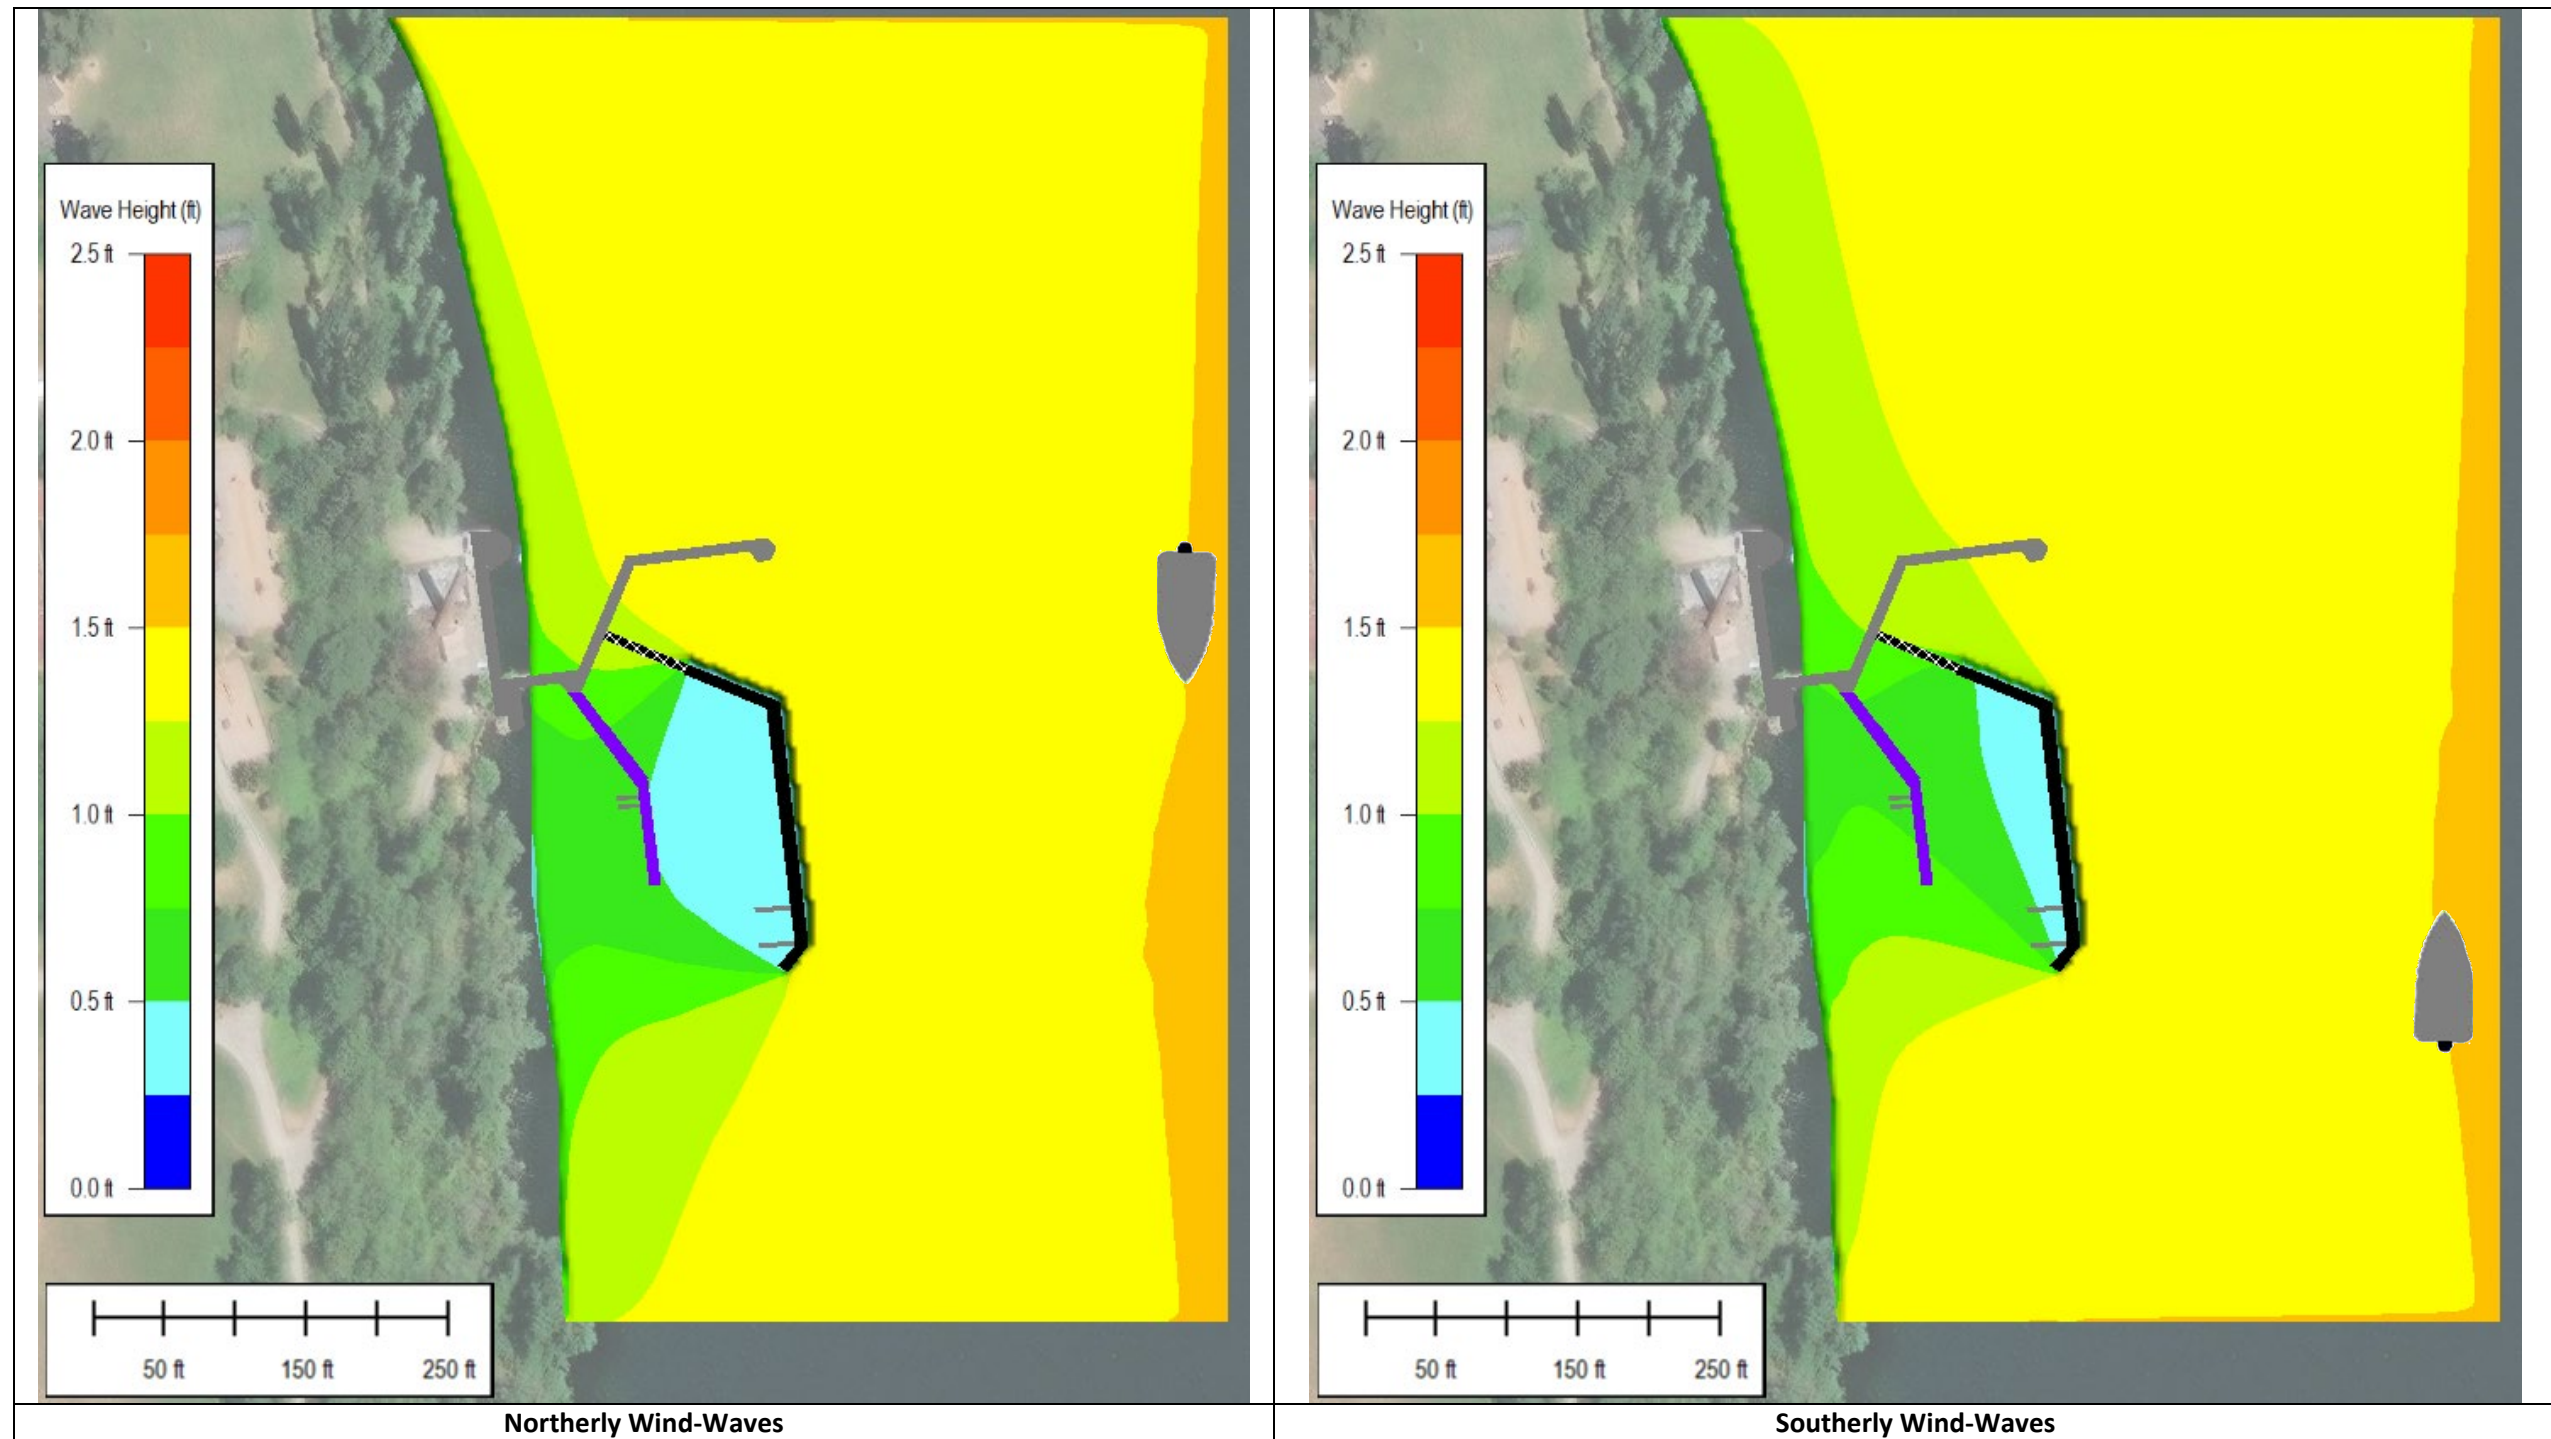 Wave Height (ft)
2.5 ft
2.0 ft
1.5 ft
1.0 ft
0.5 ft
0.0 ft
50 ft 150 ft 250 ft
Northerly Wind-Waves
Wave Height (ft)
2.5 ft
2.0 ft
1.5 ft
1.0 ft
0.5 ft
0.0 ft
50 ft 150 ft 250 ft
Southerly Wind-Waves